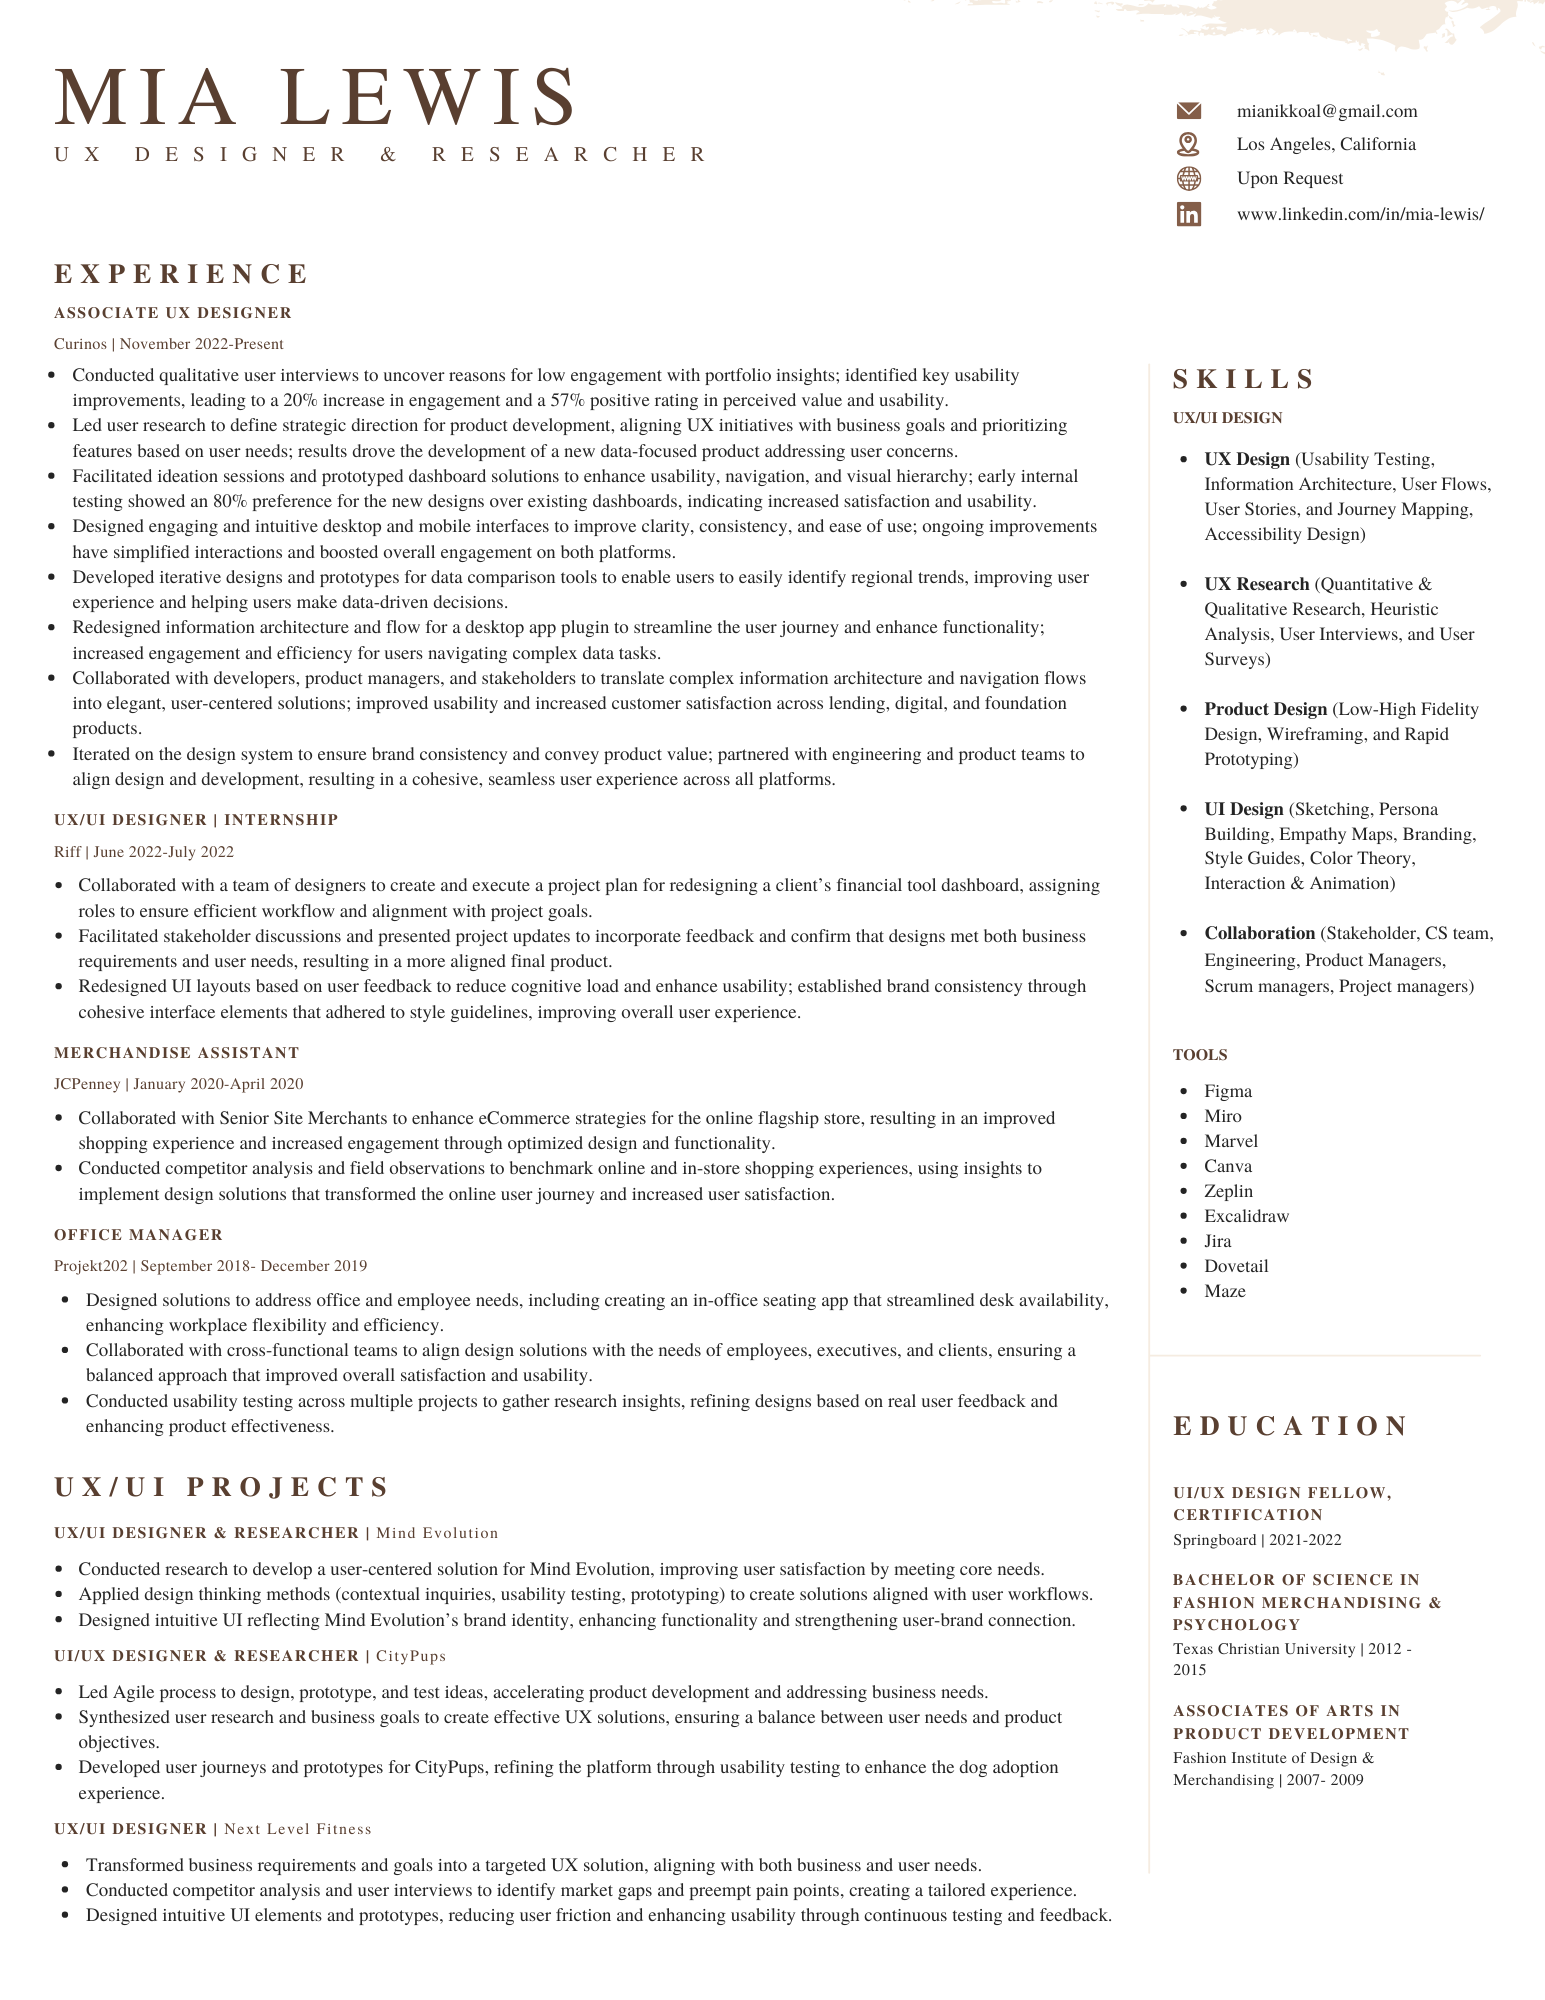 MIA LEWIS
UX DESIGNER & RESEARCHER
mianikkoal@gmail.com
Los Angeles, California
Upon Request
www.linkedin.com/in/mia-lewis/
EXPERIENCE
ASSOCIATE UX DESIGNER
Curinos | November 2022-Present
• Conducted qualitative user interviews to uncover reasons for low engagement with portfolio insights; identified key usability
improvements, leading to a 20% increase in engagement and a 57% positive rating in perceived value and usability.
• Led user research to define strategic direction for product development, aligning UX initiatives with business goals and prioritizing
features based on user needs; results drove the development of a new data-focused product addressing user concerns.
• Facilitated ideation sessions and prototyped dashboard solutions to enhance usability, navigation, and visual hierarchy; early internal
testing showed an 80% preference for the new designs over existing dashboards, indicating increased satisfaction and usability.
• Designed engaging and intuitive desktop and mobile interfaces to improve clarity, consistency, and ease of use; ongoing improvements
have simplified interactions and boosted overall engagement on both platforms.
• Developed iterative designs and prototypes for data comparison tools to enable users to easily identify regional trends, improving user
experience and helping users make data-driven decisions.
• Redesigned information architecture and flow for a desktop app plugin to streamline the user journey and enhance functionality;
increased engagement and efficiency for users navigating complex data tasks.
• Collaborated with developers, product managers, and stakeholders to translate complex information architecture and navigation flows
into elegant, user-centered solutions; improved usability and increased customer satisfaction across lending, digital, and foundation
products.
• Iterated on the design system to ensure brand consistency and convey product value; partnered with engineering and product teams to
align design and development, resulting in a cohesive, seamless user experience across all platforms.
UX/UI DESIGNER | INTERNSHIP
Riff | June 2022-July 2022
• Collaborated with a team of designers to create and execute a project plan for redesigning a client's financial tool dashboard, assigning
roles to ensure efficient workflow and alignment with project goals.
• Facilitated stakeholder discussions and presented project updates to incorporate feedback and confirm that designs met both business
requirements and user needs, resulting in a more aligned final product.
• Redesigned UI layouts based on user feedback to reduce cognitive load and enhance usability; established brand consistency through
cohesive interface elements that adhered to style guidelines, improving overall user experience.
MERCHANDISE ASSISTANT
JCPenney | January 2020-April 2020
• Collaborated with Senior Site Merchants to enhance eCommerce strategies for the online flagship store, resulting in an improved
shopping experience and increased engagement through optimized design and functionality.
• Conducted competitor analysis and field observations to benchmark online and in-store shopping experiences, using insights to
implement design solutions that transformed the online user journey and increased user satisfaction.
OFFICE MANAGER
Projekt202 | September 2018- December 2019
• Designed solutions to address office and employee needs, including creating an in-office seating app that streamlined desk availability,
enhancing workplace flexibility and efficiency.
• Collaborated with cross-functional teams to align design solutions with the needs of employees, executives, and clients, ensuring a
balanced approach that improved overall satisfaction and usability.
• Conducted usability testing across multiple projects to gather research insights, refining designs based on real user feedback and
enhancing product effectiveness.
UX/UI PROJECTS
UX/UI DESIGNER & RESEARCHER | Mind Evolution
• Conducted research to develop a user-centered solution for Mind Evolution, improving user satisfaction by meeting core needs.
• Applied design thinking methods (contextual inquiries, usability testing, prototyping) to create solutions aligned with user workflows.
• Designed intuitive UI reflecting Mind Evolution's brand identity, enhancing functionality and strengthening user-brand connection.
UI/UX DESIGNER & RESEARCHER | CityPups
• Led Agile process to design, prototype, and test ideas, accelerating product development and addressing business needs.
• Synthesized user research and business goals to create effective UX solutions, ensuring a balance between user needs and product
objectives.
• Developed user journeys and prototypes for CityPups, refining the platform through usability testing to enhance the dog adoption
experience.
UX/UI DESIGNER | Next Level Fitness
• Transformed business requirements and goals into a targeted UX solution, aligning with both business and user needs.
• Conducted competitor analysis and user interviews to identify market gaps and preempt pain points, creating a tailored experience.
• Designed intuitive UI elements and prototypes, reducing user friction and enhancing usability through continuous testing and feedback.
SKILLS
UX/UI DESIGN
• UX Design (Usability Testing,
Information Architecture, User Flows,
User Stories, and Journey Mapping,
Accessibility Design)
• UX Research (Quantitative &
Qualitative Research, Heuristic
Analysis, User Interviews, and User
Surveys)
• Product Design (Low-High Fidelity
Design, Wireframing, and Rapid
Prototyping)
• UI Design (Sketching, Persona
Building, Empathy Maps, Branding,
Style Guides, Color Theory,
Interaction & Animation)
• Collaboration (Stakeholder, CS team,
Engineering, Product Managers,
Scrum managers, Project managers)
TOOLS
• Figma
• Miro
• Marvel
• Canva
• Zeplin
• Excalidraw
• Jira
• Dovetail
• Maze
EDUCATION
UI/UX DESIGN FELLOW,
CERTIFICATION
Springboard | 2021-2022
BACHELOR OF SCIENCE IN
FASHION MERCHANDISING &
PSYCHOLOGY
Texas Christian University | 2012 -
2015
ASSOCIATES OF ARTS IN
PRODUCT DEVELOPMENT
Fashion Institute of Design &
Merchandising | 2007- 2009